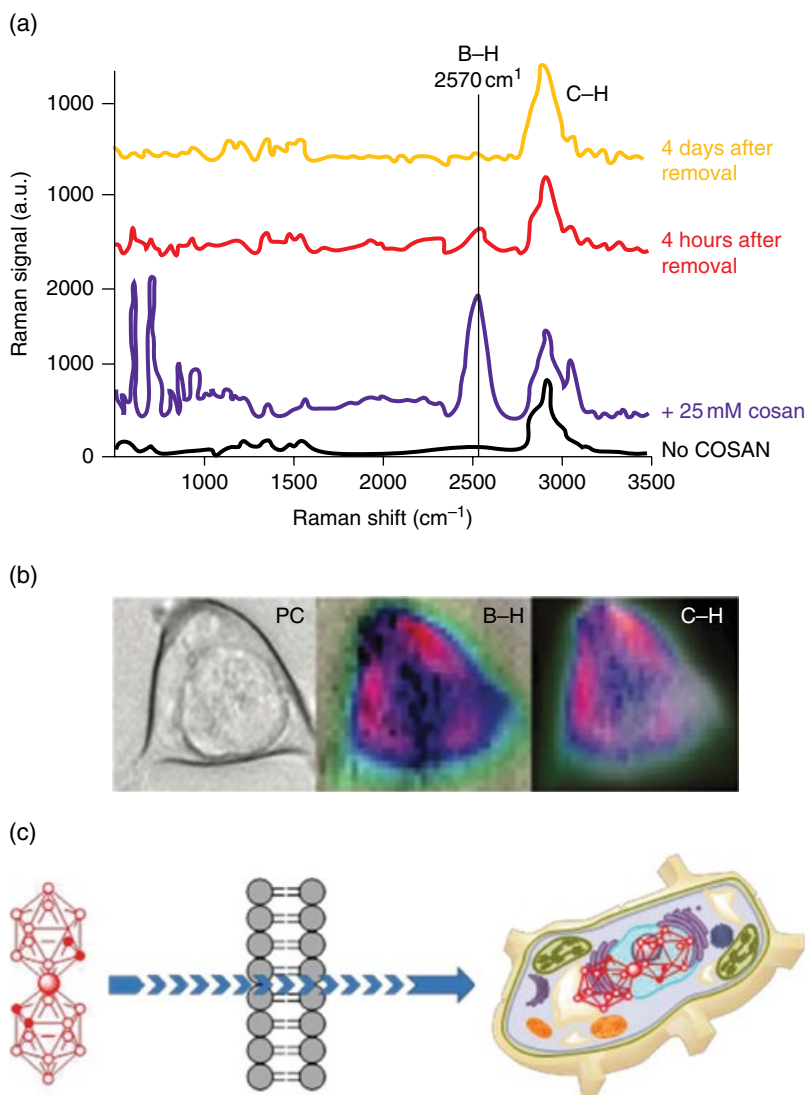 (a)
B–H
2570 cm¹
C–H
1000
4 days after
removal
1000
4 hours after
removal
Raman signal (a.u.)
2000
1000
+ 25 mM cosan
0
No COSAN
1000
1500
2000
2500
3000
3500
Raman shift (cm⁻¹)
(b)
PC
B–H
C–H
(c)